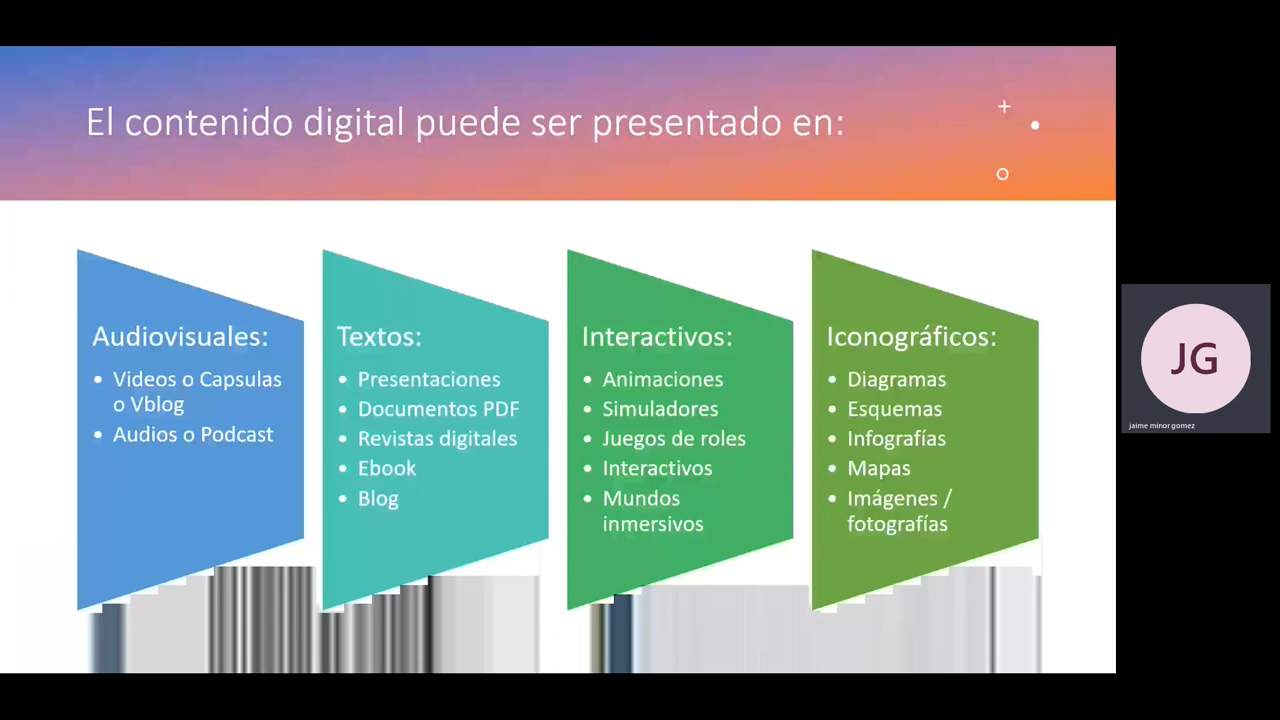 El contenido digital puede ser presentado en:
Audiovisuales:
• Videos o Capsulas
o Vblog
• Audios o Podcast
Textos:
• Presentaciones
• Documentos PDF
• Revistas digitales
• Ebook
• Blog
Interactivos:
• Animaciones
• Simuladores
• Juegos de roles
• Interactivos
• Mundos
inmersivos
Iconográficos:
• Diagramas
• Esquemas
• Infografías
• Mapas
• Imágenes /
fotografías
JG
jaime minor gomez